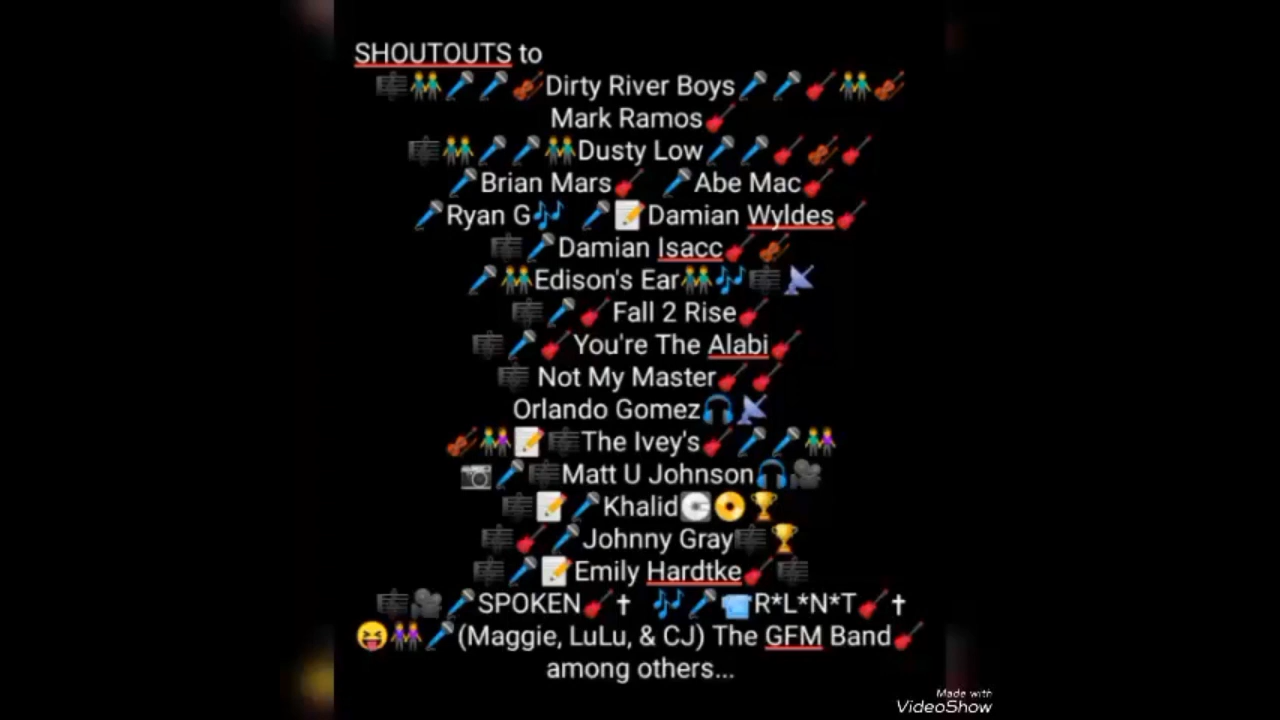 SHOUTOUTS to
🎼👬🎤🎤🎻Dirty River Boys🎤🎤🎸👬🎻
Mark Ramos🎸
🎼👬🎤🎤👬Dusty Low🎤🎤🎸🎻🎸
🎤Brian Mars🎸 🎤Abe Mac🎸
🎤Ryan G🎶 🎤📝Damian Wyldes🎸
🎼🎤Damian Isacc🎸🎻
🎤👬Edison's Ear👬🎶🎼📡
🎼🎤🎸Fall 2 Rise🎸
🎼🎤🎸You're The Alabi🎸
🎼 Not My Master🎸🎸
Orlando Gomez🎧📡
🎻👫📝🎼The Ivey's🎸🎤🎤👫
📷🎤🎼Matt U Johnson🎧🎥
🎼📝🎤Khalid💽📀🏆
🎼🎸🎤Johnny Gray🎼🏆
🎼🎤📝Emily Hardtke🎸🎼
🎼🎥🎤SPOKEN🎸✝ 🎶🎤👕R*L*N*T🎸✝
😝👭🎤(Maggie, LuLu, & CJ) The GFM Band🎸
among others...
Made with
VideoShow